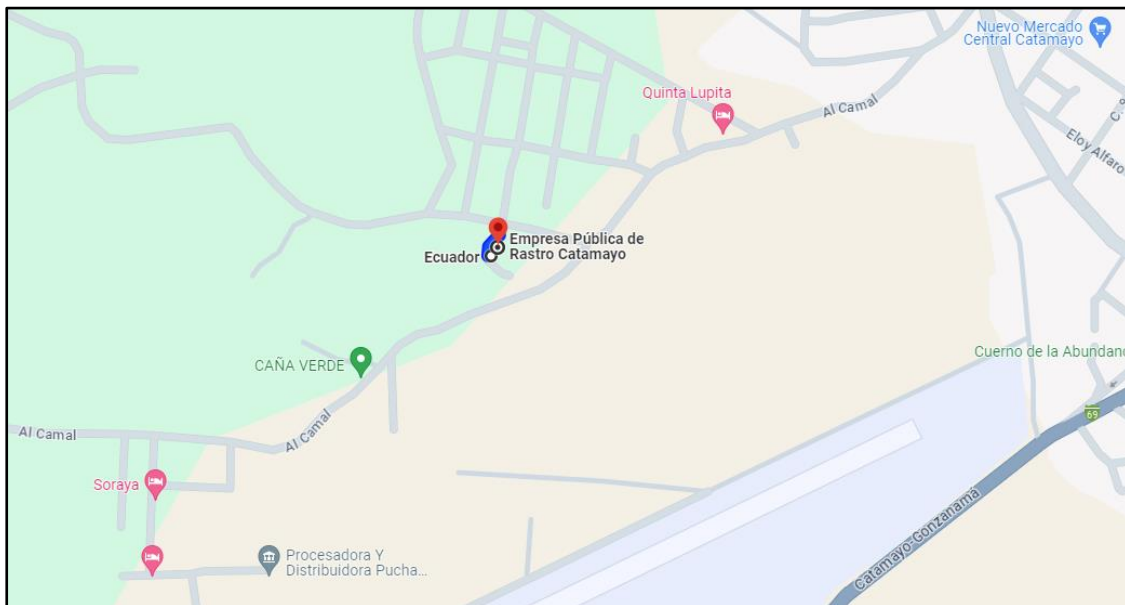 Nuevo Mercado
Central Catamayo
Quinta Lupita
Al Camal
C. 8
Eloy Alfaro
Empresa Pública de
Rastro Catamayo
Ecuador
CAÑA VERDE
Cuerno de la Abundanc
69
Al Camal
Al Camal
Soraya
Catamayo-Gonzanamá
Procesadora Y
Distribuidora Pucha...